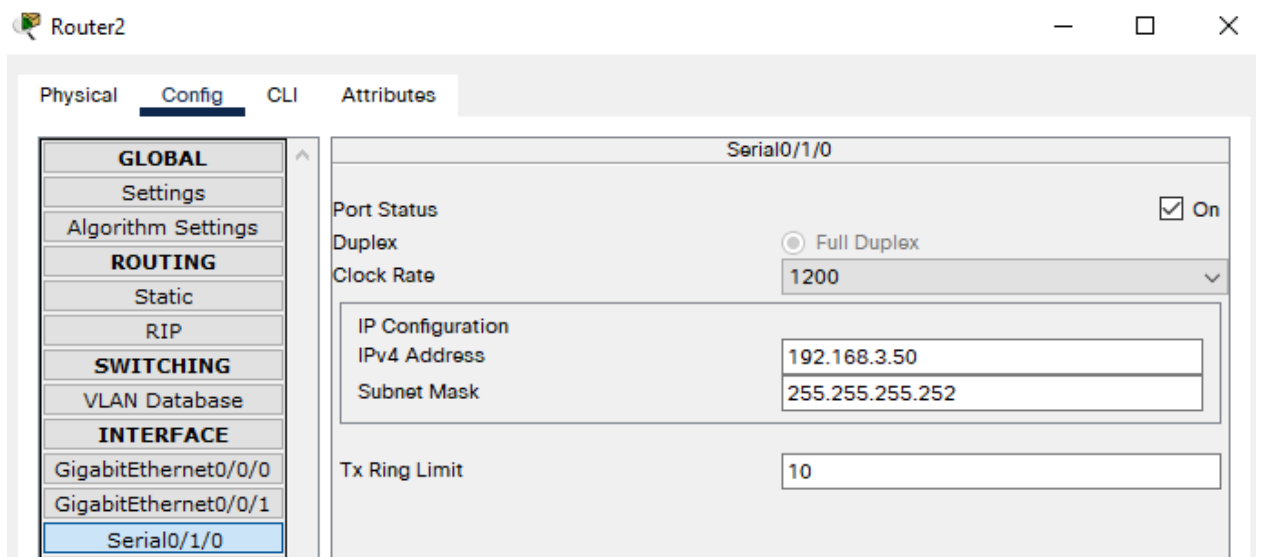 Router2
Physical Config CLI Attributes
GLOBAL
Settings
Algorithm Settings
ROUTING
Static
RIP
SWITCHING
VLAN Database
INTERFACE
GigabitEthernet0/0/0
GigabitEthernet0/0/1
Serial0/1/0
Serial0/1/0
Port Status On
Duplex Full Duplex
Clock Rate 1200
IP Configuration
IPv4 Address 192.168.3.50
Subnet Mask 255.255.255.252
Tx Ring Limit 10